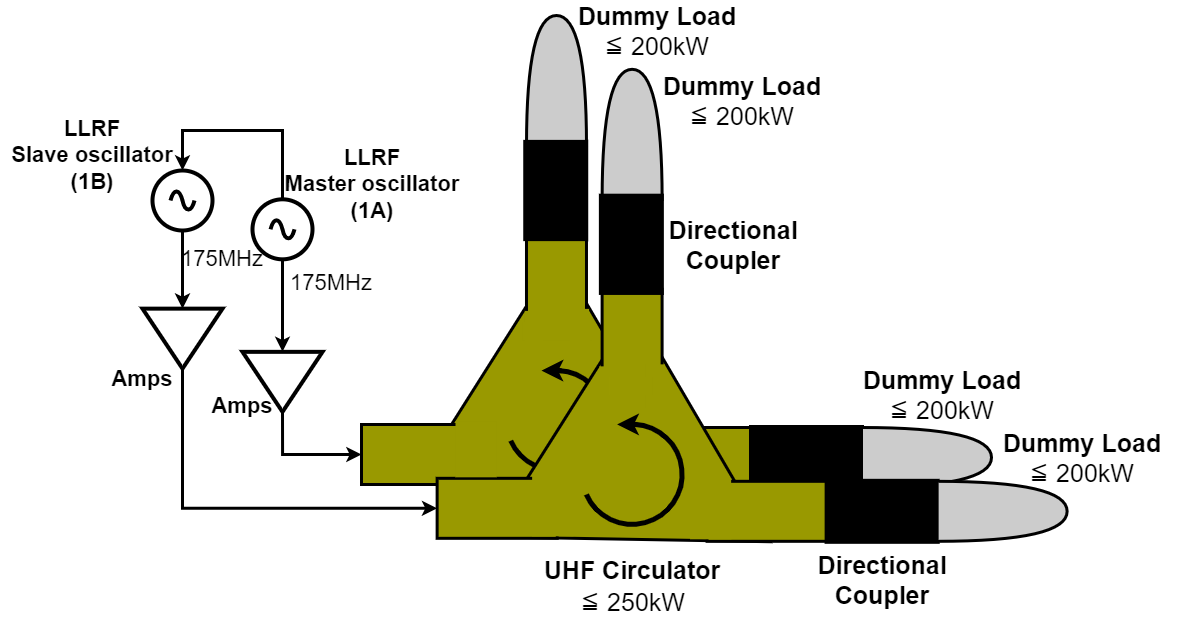 Dummy Load
≦ 200kW
Dummy Load
≦ 200kW
LLRF
Slave oscillator
(1B)
LLRF
Master oscillator
(1A)
175MHz
175MHz
Directional
Coupler
Amps
Amps
Dummy Load
≦ 200kW
Dummy Load
≦ 200kW
UHF Circulator
≦ 250kW
Directional
Coupler